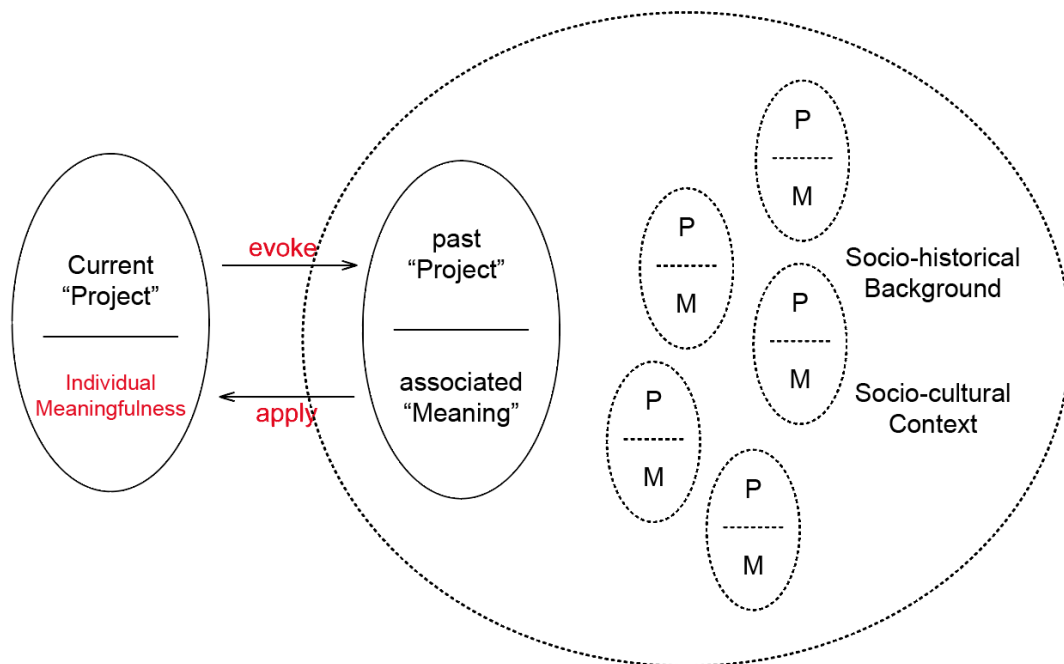 Current
“Project”
Individual
Meaningfulness
evoke
apply
past
“Project”
associated
“Meaning”
P
M
P
M
P
M
P
M
P
M
Socio-historical
Background
Socio-cultural
Context